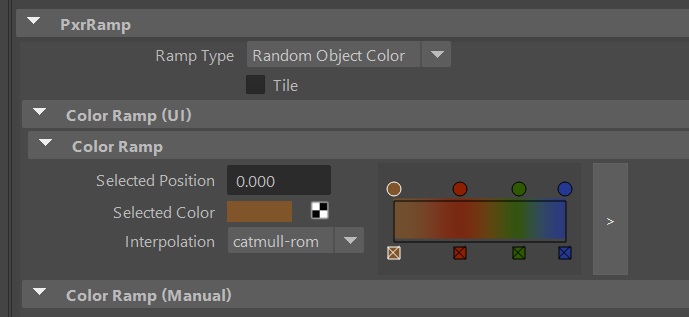 PxrRamp
Ramp Type Random Object Color
Tile
Color Ramp (UI)
Color Ramp
Selected Position 0.000
Selected Color
Interpolation catmull-rom
>
Color Ramp (Manual)